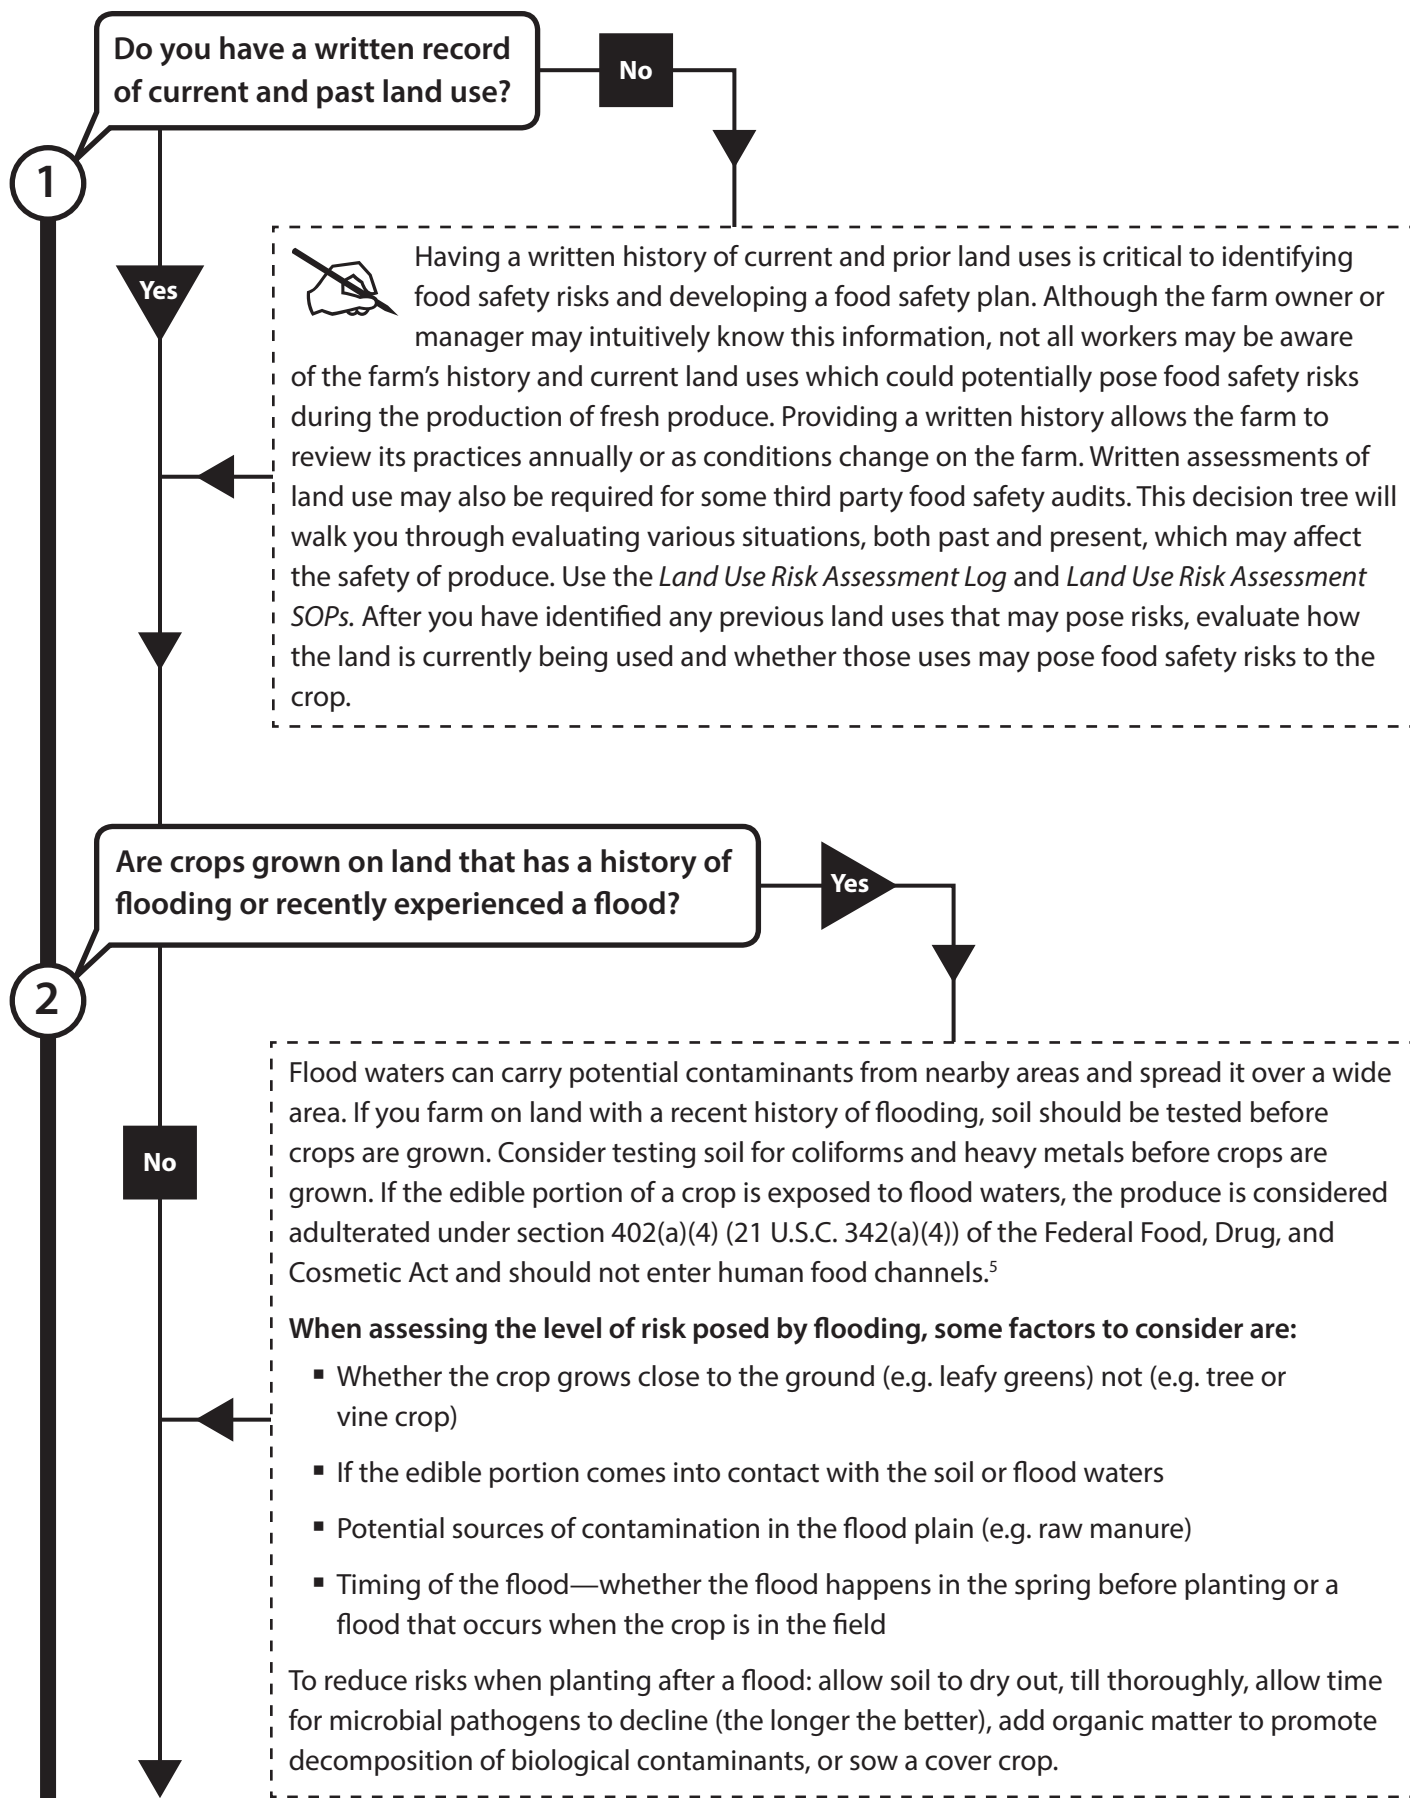 Do you have a written record
of current and past land use?
No
1
Yes
Having a written history of current and prior land uses is critical to identifying
food safety risks and developing a food safety plan. Although the farm owner or
manager may intuitively know this information, not all workers may be aware
of the farm's history and current land uses which could potentially pose food safety risks
during the production of fresh produce. Providing a written history allows the farm to
review its practices annually or as conditions change on the farm. Written assessments of
land use may also be required for some third party food safety audits. This decision tree will
walk you through evaluating various situations, both past and present, which may affect
the safety of produce. Use the Land Use Risk Assessment Log and Land Use Risk Assessment
SOPs. After you have identified any previous land uses that may pose risks, evaluate how
the land is currently being used and whether those uses may pose food safety risks to the
crop.
Are crops grown on land that has a history of
flooding or recently experienced a flood?
Yes
2
No
Flood waters can carry potential contaminants from nearby areas and spread it over a wide
area. If you farm on land with a recent history of flooding, soil should be tested before
crops are grown. Consider testing soil for coliforms and heavy metals before crops are
grown. If the edible portion of a crop is exposed to flood waters, the produce is considered
adulterated under section 402(a)(4) (21 U.S.C. 342(a)(4)) of the Federal Food, Drug, and
Cosmetic Act and should not enter human food channels.⁵
When assessing the level of risk posed by flooding, some factors to consider are:
▪ Whether the crop grows close to the ground (e.g. leafy greens) not (e.g. tree or
vine crop)
▪ If the edible portion comes into contact with the soil or flood waters
▪ Potential sources of contamination in the flood plain (e.g. raw manure)
▪ Timing of the flood—whether the flood happens in the spring before planting or a
flood that occurs when the crop is in the field
To reduce risks when planting after a flood: allow soil to dry out, till thoroughly, allow time
for microbial pathogens to decline (the longer the better), add organic matter to promote
decomposition of biological contaminants, or sow a cover crop.